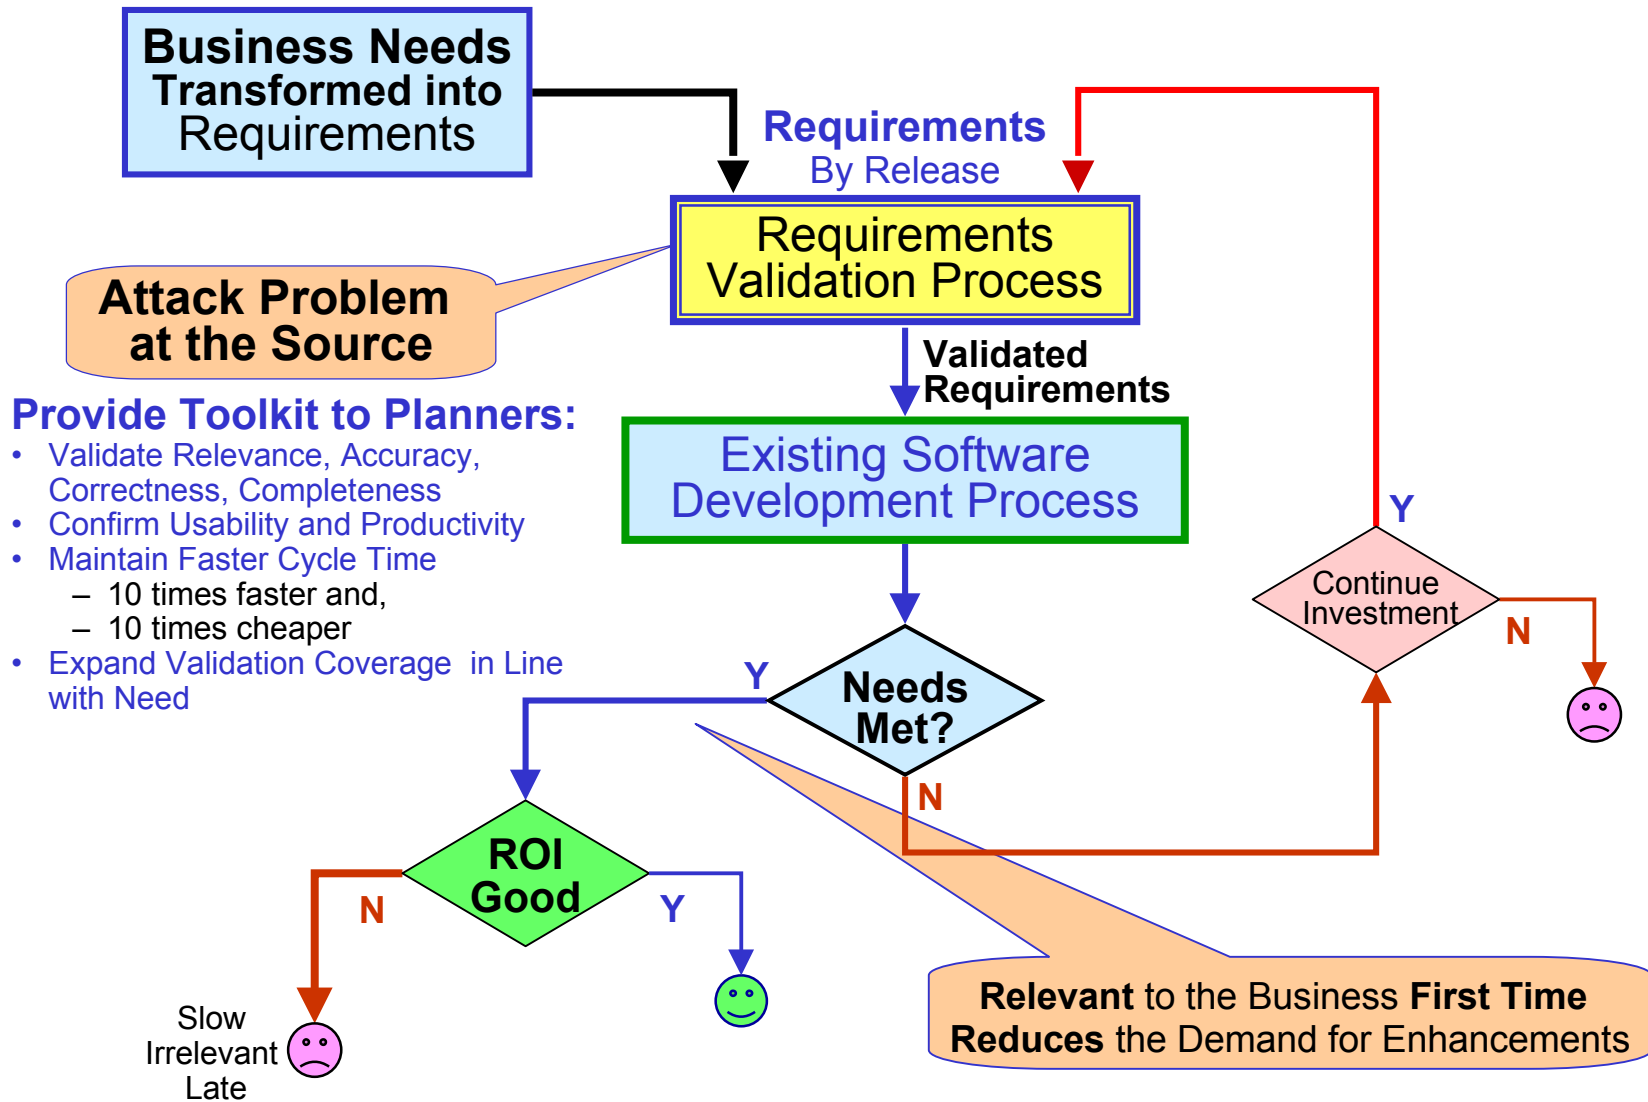 Business Needs
Transformed into
Requirements
Requirements
By Release
Requirements
Validation Process
Attack Problem
at the Source
Validated
Requirements
Provide Toolkit to Planners:
• Validate Relevance, Accuracy,
Correctness, Completeness
• Confirm Usability and Productivity
• Maintain Faster Cycle Time
– 10 times faster and,
– 10 times cheaper
• Expand Validation Coverage in Line
with Need
Existing Software
Development Process
Y
Continue
Investment
N
Y
Needs
Met?
N
ROI
Good
N
Y
Slow
Irrelevant
Late
Relevant to the Business First Time
Reduces the Demand for Enhancements